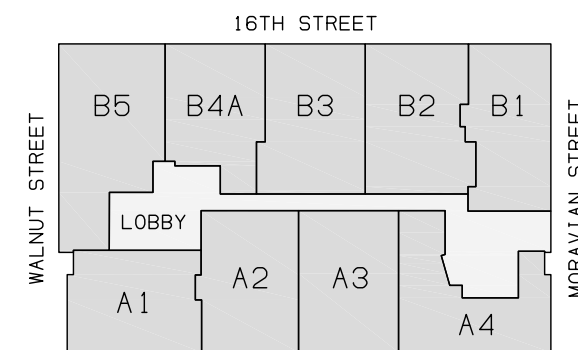 16TH STREET
B5
B4A
B3
B2
B1
WALNUT STREET
MORAVIAN STREET
LOBBY
A1
A2
A3
A4